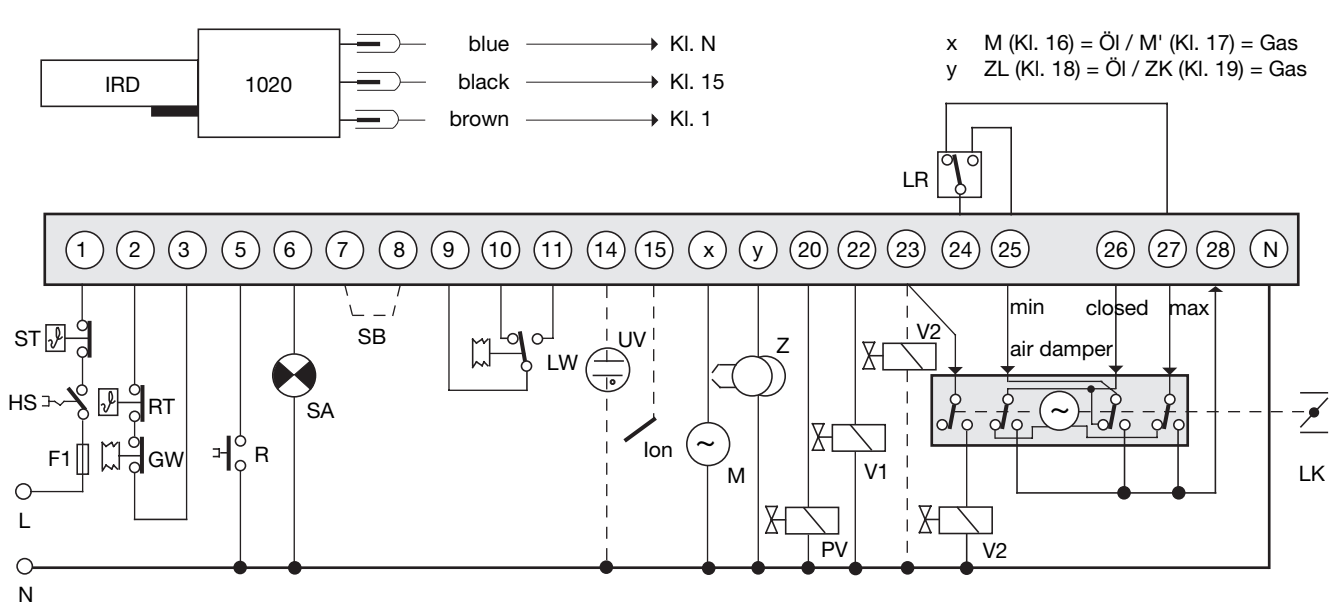 IRD 1020 blue Kl. N
black Kl. 15
brown Kl. 1
x M (Kl. 16) = Öl / M' (Kl. 17) = Gas
y ZL (Kl. 18) = Öl / ZK (Kl. 19) = Gas
LR
1 2 3 5 6 7 8 9 10 11 14 15 x y 20 22 23 24 25 26 27 28 N
min closed max
ST SB LW UV Z V2
air damper
HS RT SA
~
F1 GW R Ion ~ M V1 LK
L
PV V2
N